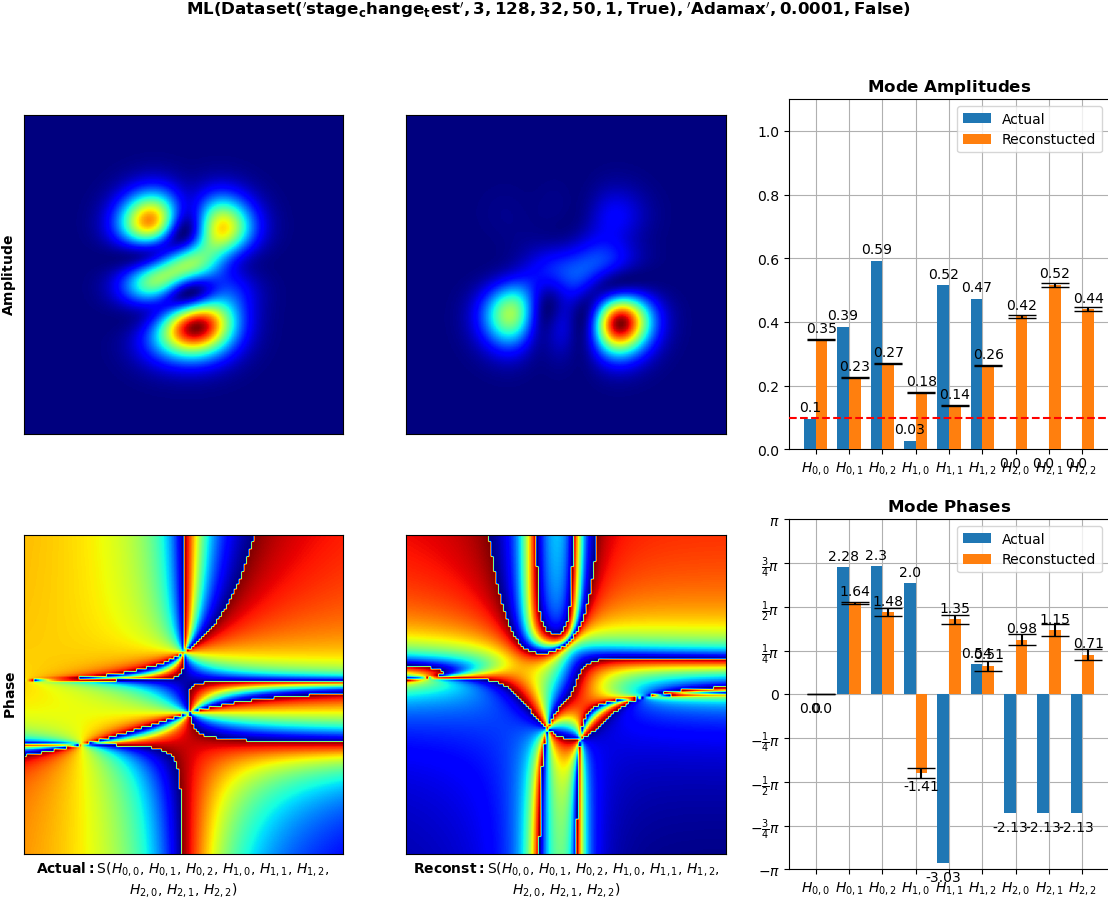 ML(Dataset('stage_change_test', 3, 128, 32, 50, 1, True), 'Adamax', 0.0001, False)
Amplitude
Mode Amplitudes
Actual
Reconstucted
1.0
0.8
0.6
0.4
0.2
0.0
0.1
0.35
0.39
0.23
0.59
0.27
0.03
0.18
0.52
0.14
0.47
0.26
0.0
0.42
0.0
0.52
0.0
0.44
H0,0 H0,1 H0,2 H1,0 H1,1 H1,2 H2,0 H2,1 H2,2
Phase
Actual: S(H0,0, H0,1, H0,2, H1,0, H1,1, H1,2,
H2,0, H2,1, H2,2)
Reconst: S(H0,0, H0,1, H0,2, H1,0, H1,1, H1,2,
H2,0, H2,1, H2,2)
Mode Phases
Actual
Reconstucted
π
3/4π
1/2π
1/4π
0
−1/4π
−1/2π
−3/4π
−π
0.0
0.0
2.28
1.64
2.3
1.48
2.0
-1.41
-3.03
1.35
0.54
0.51
-2.13
0.98
-2.13
1.15
-2.13
0.71
H0,0 H0,1 H0,2 H1,0 H1,1 H1,2 H2,0 H2,1 H2,2